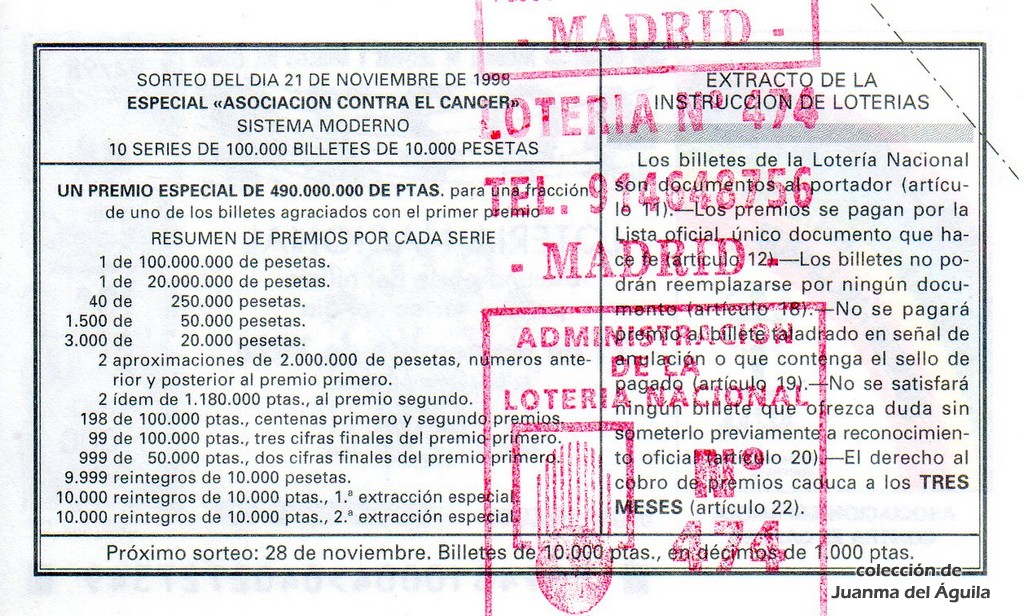 - MADRID -
LOTERIA Nº 474
TEL. 914648756
- MADRID -
ADMINISTRACION
DE LA
LOTERIA NACIONAL
Nº
474
SORTEO DEL DIA 21 DE NOVIEMBRE DE 1998
ESPECIAL «ASOCIACION CONTRA EL CANCER»
SISTEMA MODERNO
10 SERIES DE 100.000 BILLETES DE 10.000 PESETAS
UN PREMIO ESPECIAL DE 490.000.000 DE PTAS. para una fracción
de uno de los billetes agraciados con el primer premio
RESUMEN DE PREMIOS POR CADA SERIE
1 de 100.000.000 de pesetas.
1 de 20.000.000 de pesetas.
40 de 250.000 pesetas.
1.500 de 50.000 pesetas.
3.000 de 20.000 pesetas.
2 aproximaciones de 2.000.000 de pesetas, números ante-
rior y posterior al premio primero.
2 ídem de 1.180.000 ptas., al premio segundo.
198 de 100.000 ptas., centenas primero y segundo premios.
99 de 100.000 ptas., tres cifras finales del premio primero.
999 de 50.000 ptas., dos cifras finales del premio primero.
9.999 reintegros de 10.000 pesetas.
10.000 reintegros de 10.000 ptas., 1.ª extracción especial.
10.000 reintegros de 10.000 ptas., 2.ª extracción especial.
EXTRACTO DE LA
INSTRUCCION DE LOTERIAS
Los billetes de la Lotería Nacional
son documentos al portador (artícu-
lo 11).—Los premios se pagan por la
Lista oficial, único documento que ha-
ce fe (artículo 12).—Los billetes no po-
drán reemplazarse por ningún docu-
mento (artículo 18).—No se pagará
premio al billete taladrado en señal de
anulación o que contenga el sello de
pagado (artículo 19).—No se satisfará
ningún billete que ofrezca duda sin
someterlo previamente a reconocimien-
to oficial (artículo 20).—El derecho al
cobro de premios caduca a los TRES
MESES (artículo 22).
Próximo sorteo: 28 de noviembre. Billetes de 10.000 ptas., en décimos de 1.000 ptas.
colección de
Juanma del Águila